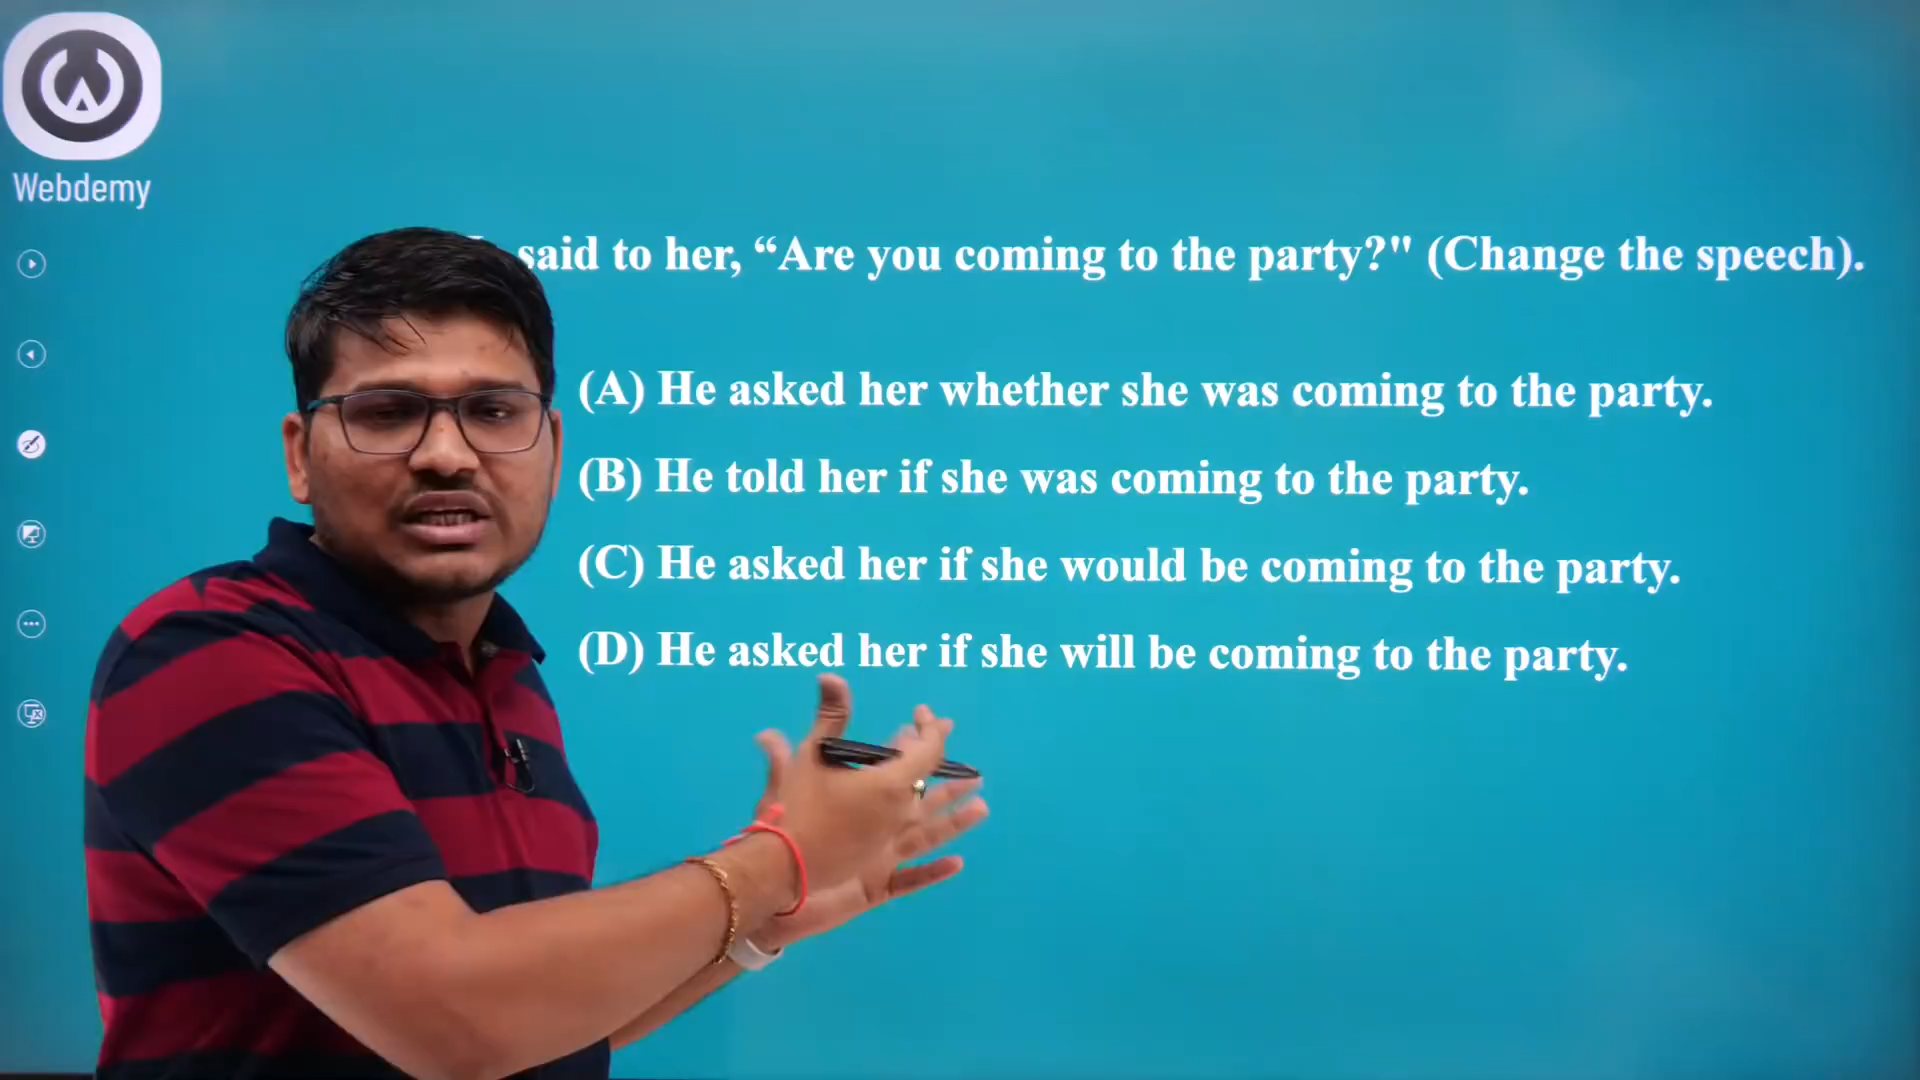 Webdemy
said to her, “Are you coming to the party?" (Change the speech).
(A) He asked her whether she was coming to the party.
(B) He told her if she was coming to the party.
(C) He asked her if she would be coming to the party.
(D) He asked her if she will be coming to the party.